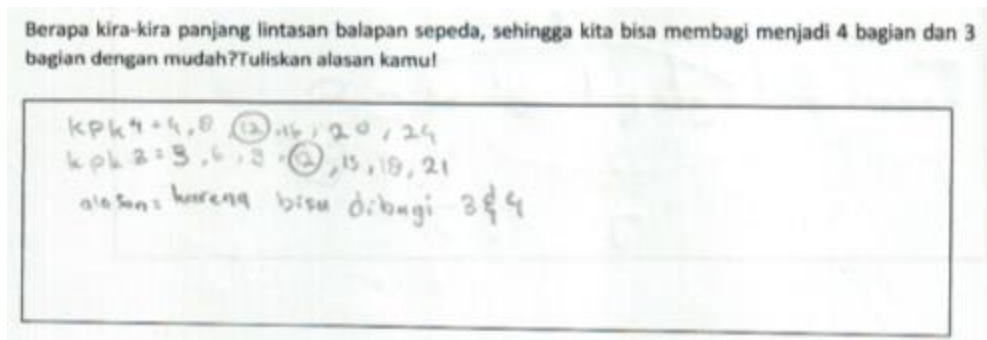 Berapa kira-kira panjang lintasan balapan sepeda, sehingga kita bisa membagi menjadi 4 bagian dan 3
bagian dengan mudah?Tuliskan alasan kamu!
kpk 4 = 4, 8, 12, 16, 20, 24
kpk 3 = 3, 6, 9, 12, 15, 18, 21
alasan: karena bisa dibagi 3 & 4